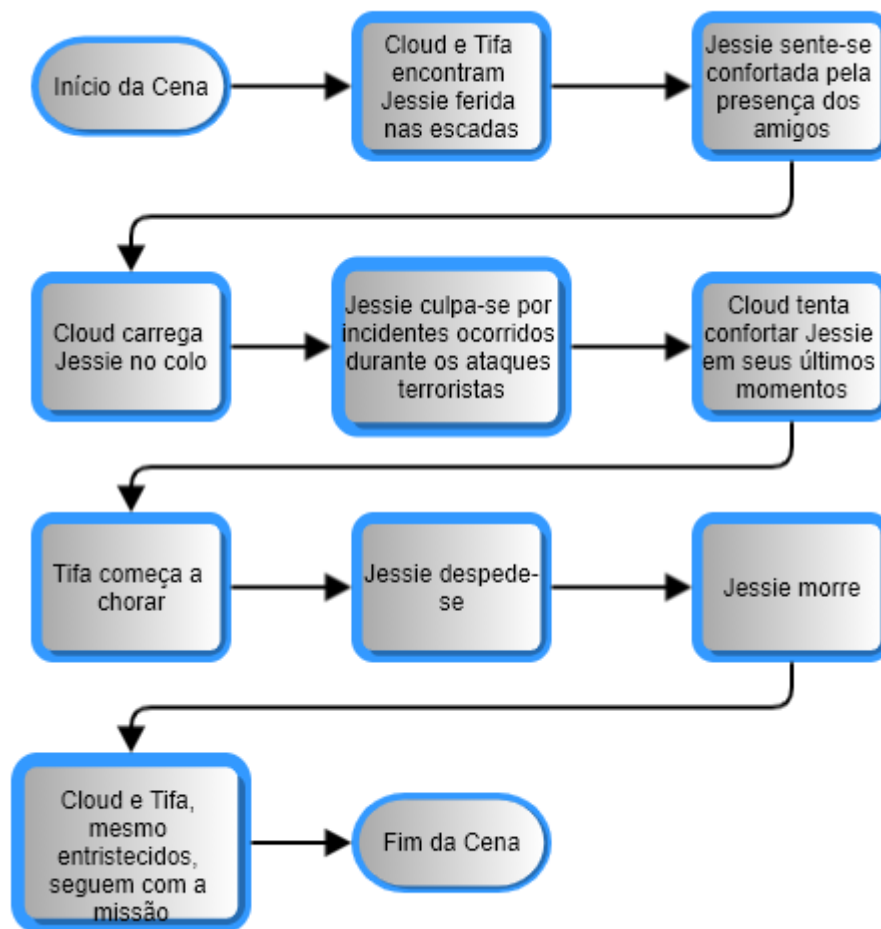 Início da Cena
Cloud e Tifa
encontram
Jessie ferida
nas escadas
Jessie sente-se
confortada pela
presença dos
amigos
Cloud carrega
Jessie no colo
Jessie culpa-se por
incidentes ocorridos
durante os ataques
terroristas
Cloud tenta
confortar Jessie
em seus últimos
momentos
Tifa começa a
chorar
Jessie despede-
se
Jessie morre
Cloud e Tifa,
mesmo
entristecidos,
seguem com a
missão
Fim da Cena